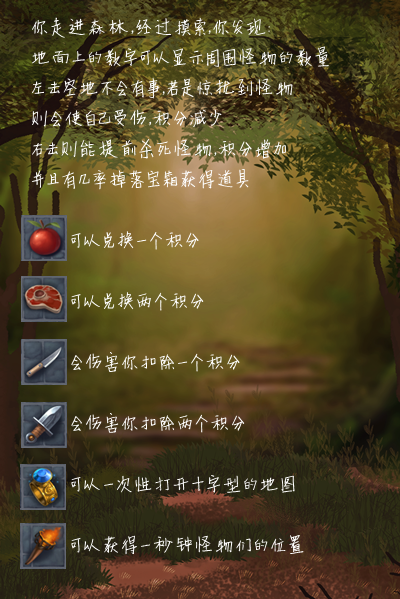 你走进森林,经过摸索,你发现:
地面上的数字可以显示周围怪物的数量
左击空地不会有事,若是惊扰到怪物
则会使自己受伤,积分减少
右击则能提前杀死怪物,积分增加
并且有几率掉落宝箱获得道具
可以兑换一个积分
可以兑换两个积分
会伤害你扣除一个积分
会伤害你扣除两个积分
可以一次性打开十字型的地图
可以获得一秒钟怪物们的位置